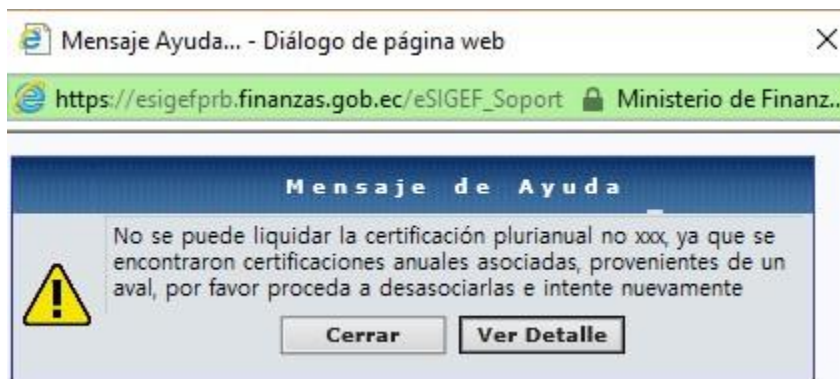 Mensaje Ayuda... - Diálogo de página web
https://esigefprb.finanzas.gob.ec/eSIGEF_Soport Ministerio de Finanz...
Mensaje de Ayuda
No se puede liquidar la certificación plurianual no xxx, ya que se
encontraron certificaciones anuales asociadas, provenientes de un
aval, por favor proceda a desasociarlas e intente nuevamente
Cerrar Ver Detalle